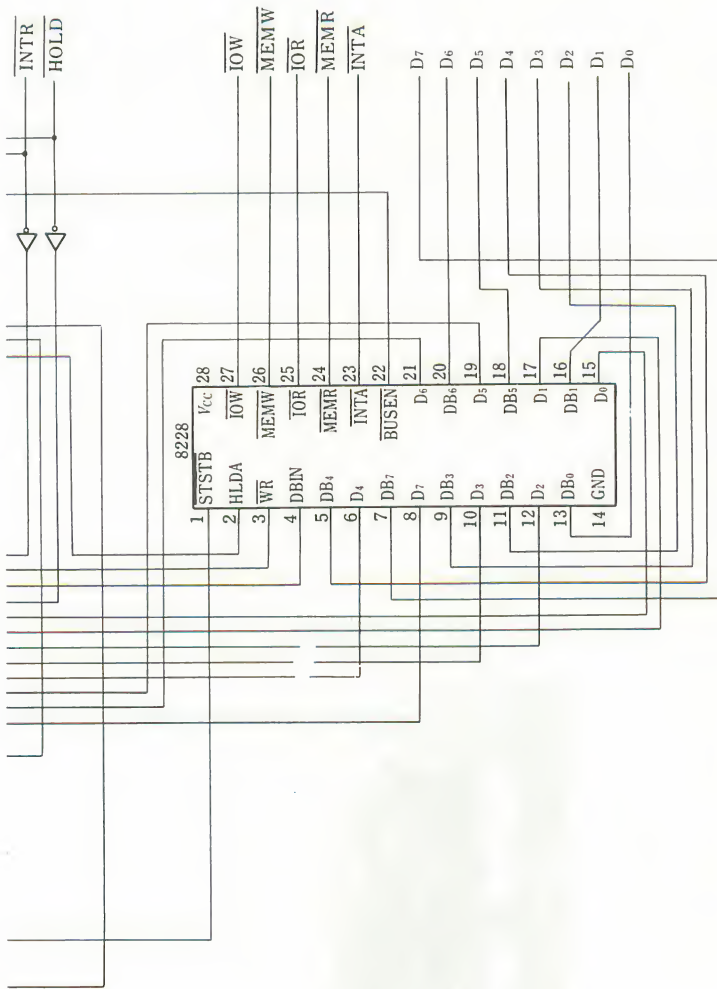 INTR
HOLD
IOW
MEMW
IOR
MEMR
INTA
D7
D6
D5
D4
D3
D2
D1
D0
8228
1 STSTB
2 HLDA
3 WR
4 DBIN
5 DB4
6 D4
7 DB7
8 D7
9 DB3
10 D3
11 DB2
12 D2
13 DB0
14 GND
VCC 28
IOW 27
MEMW 26
IOR 25
MEMR 24
INTA 23
BUSEN 22
D6 21
DB6 20
D5 19
DB5 18
D1 17
DB1 16
D0 15